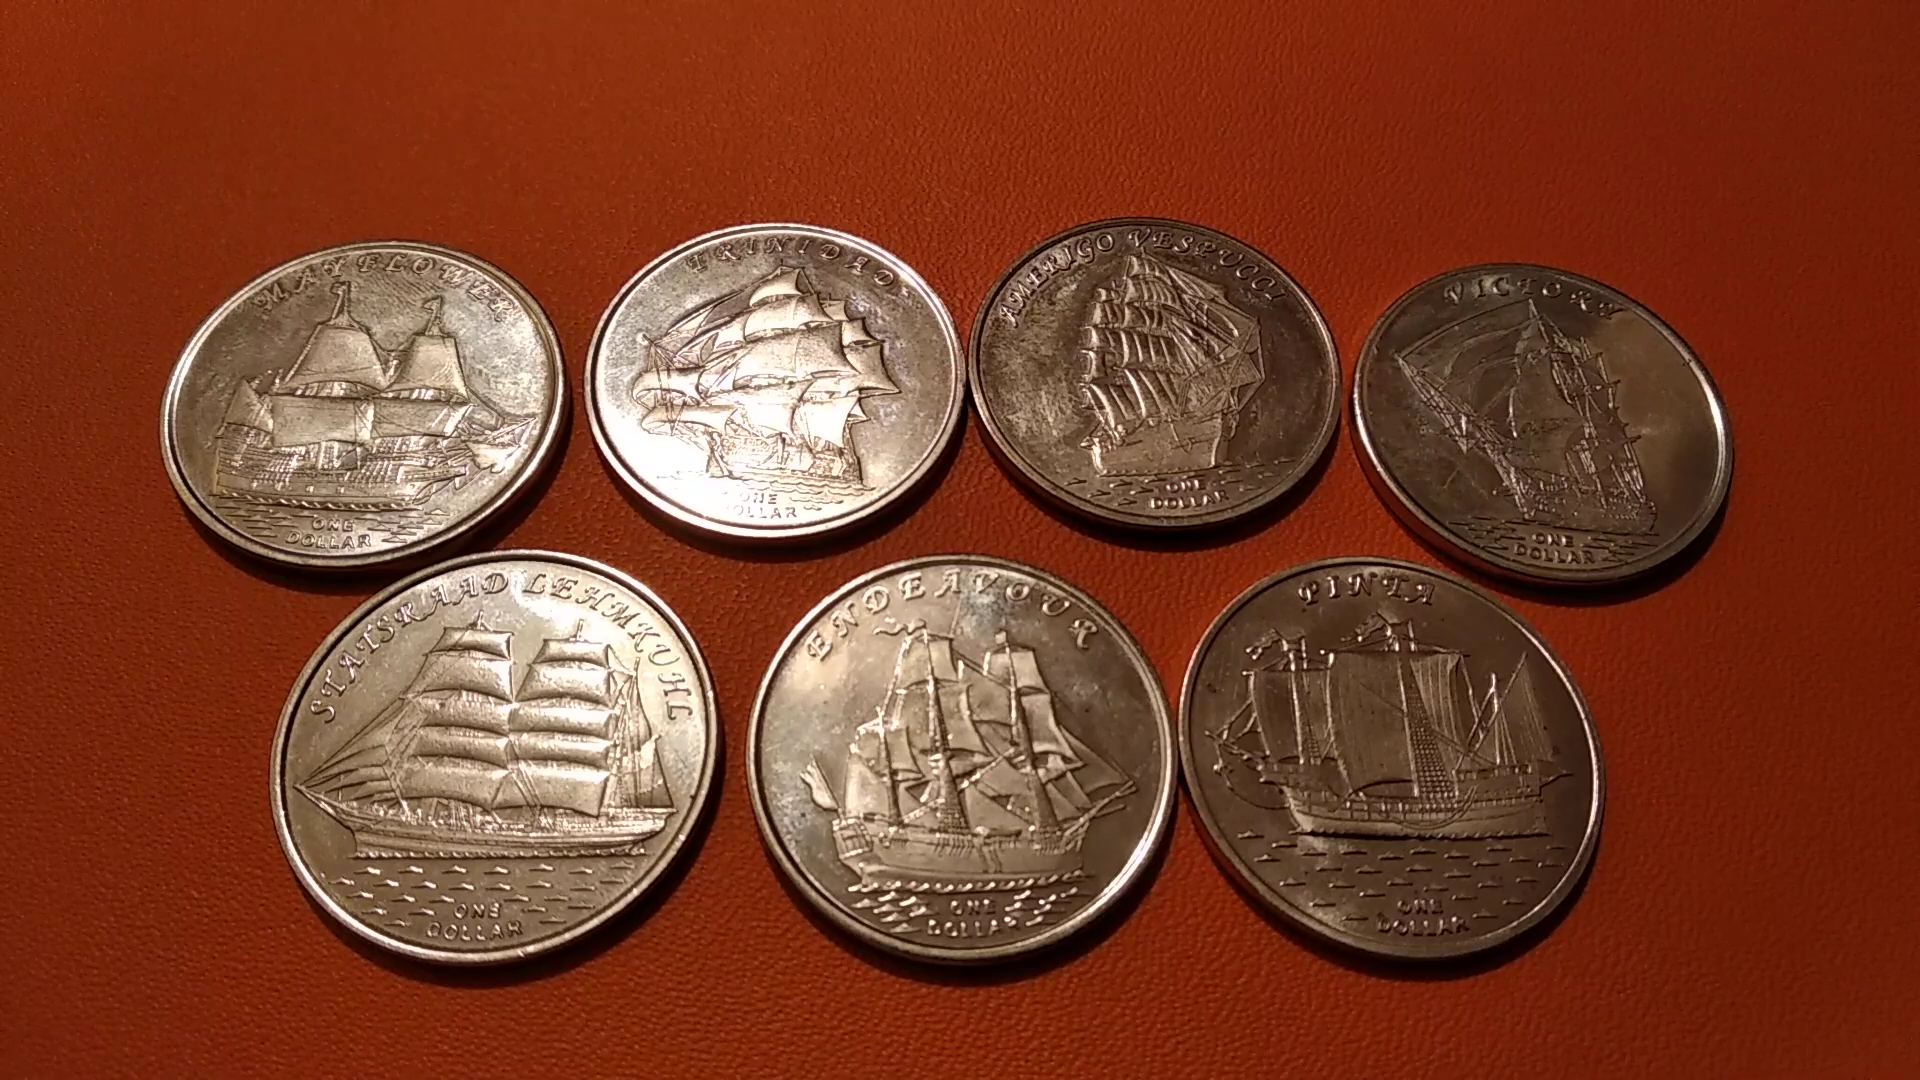 MAYFLOWER
ONE
DOLLAR
TRINIDAD
ONE
DOLLAR
AMERIGO VESPUCCI
ONE
DOLLAR
VICTORY
ONE
DOLLAR
STATSRAAD LEHMKUHL
ONE
DOLLAR
ENDEAVOUR
ONE
DOLLAR
PINTA
ONE
DOLLAR